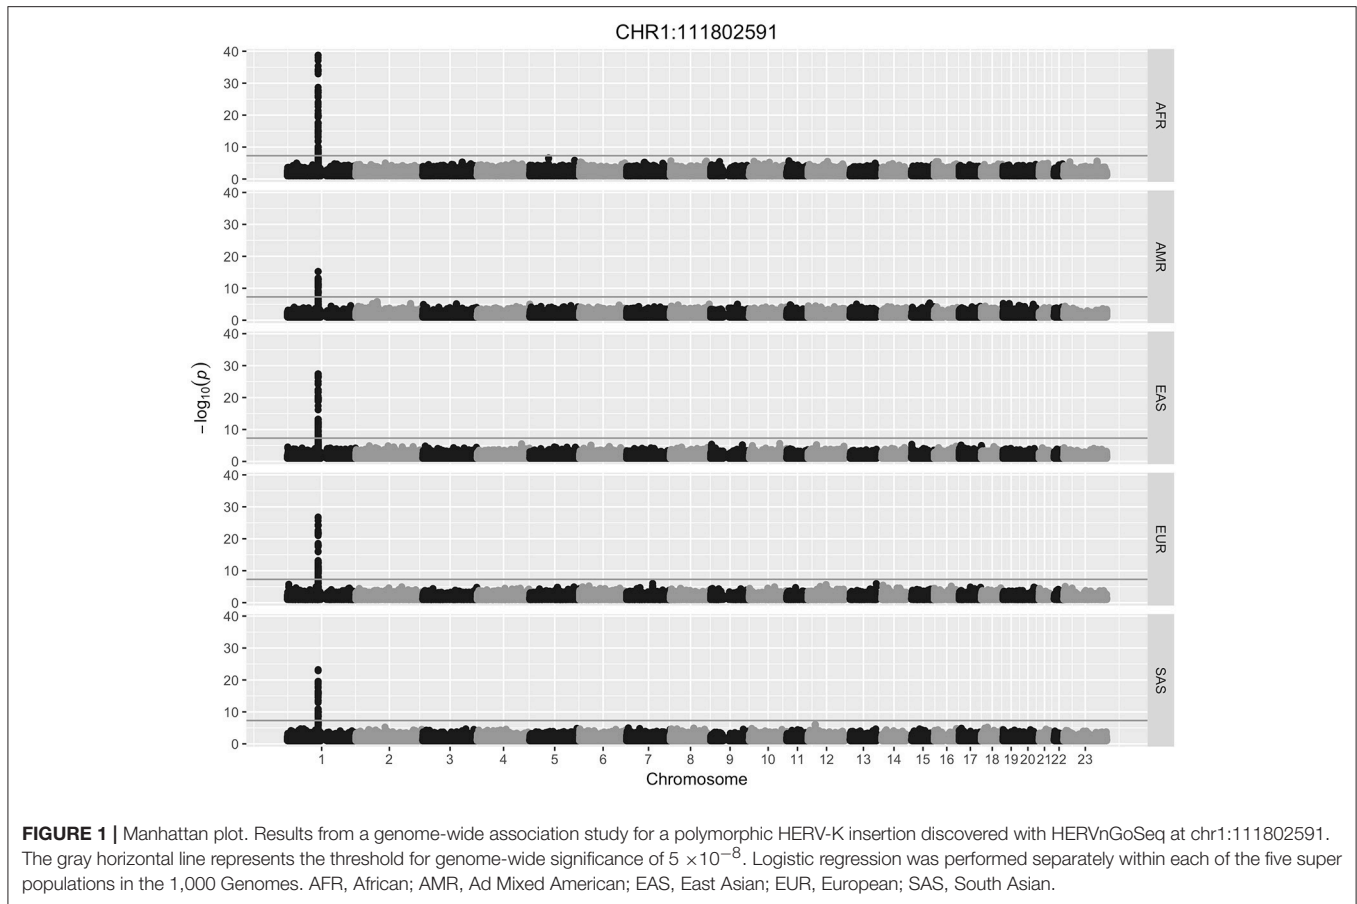 CHR1:111802591
40
30
20
10
0
AFR
40
30
20
10
0
AMR
40
30
20
10
0
EAS
40
30
20
10
0
EUR
40
30
20
10
0
SAS
−log10(p)
1 2 3 4 5 6 7 8 9 10 11 12 13 14 15 16 17 18 19 20 21 22 23
Chromosome
FIGURE 1 | Manhattan plot. Results from a genome-wide association study for a polymorphic HERV-K insertion discovered with HERVnGoSeq at chr1:111802591.
The gray horizontal line represents the threshold for genome-wide significance of 5 ×10−8. Logistic regression was performed separately within each of the five super
populations in the 1,000 Genomes. AFR, African; AMR, Ad Mixed American; EAS, East Asian; EUR, European; SAS, South Asian.